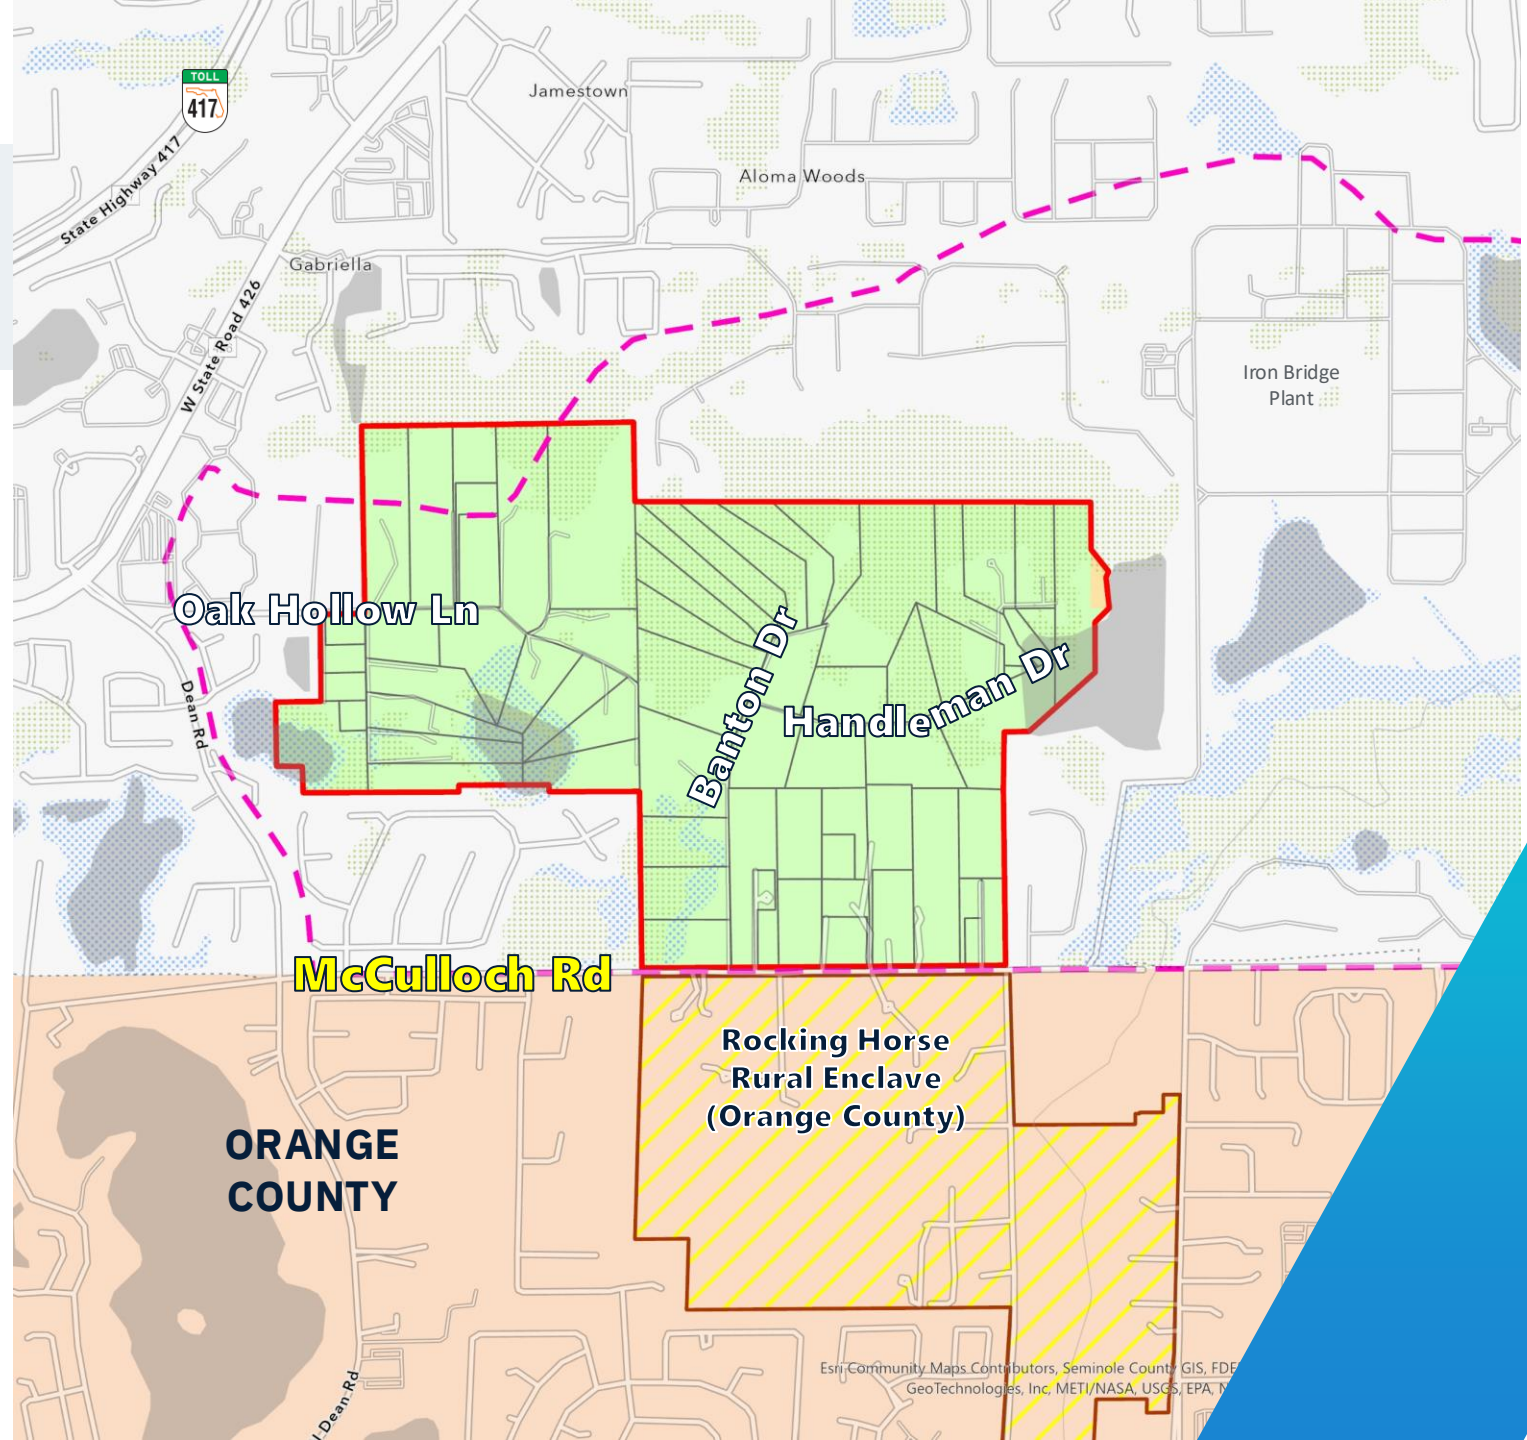 TOLL
417
State Highway 417
Jamestown
Aloma Woods
Gabriella
W State Road 426
Iron Bridge
Plant
Oak Hollow Ln
Banton Dr
Handleman Dr
Dean Rd
McCulloch Rd
Rocking Horse
Rural Enclave
(Orange County)
ORANGE
COUNTY
Dean Rd
Esri Community Maps Contributors, Seminole County GIS,
GeoTechnologies, Inc, METI/NASA, USGS, EPA,